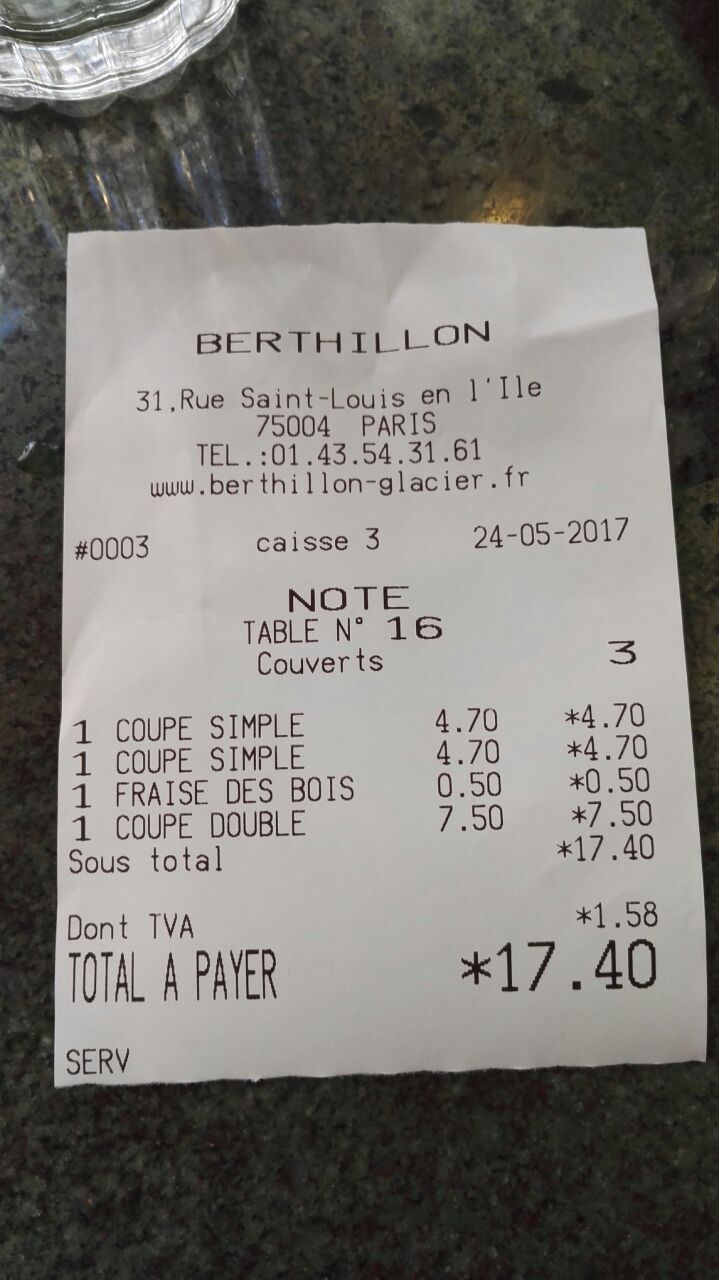 BERTHILLON
31,Rue Saint-Louis en l'Ile
75004 PARIS
TEL.:01.43.54.31.61
www.berthillon-glacier.fr
#0003 caisse 3 24-05-2017
NOTE
TABLE N° 16
Couverts 3
1 COUPE SIMPLE 4.70 *4.70
1 COUPE SIMPLE 4.70 *4.70
1 FRAISE DES BOIS 0.50 *0.50
1 COUPE DOUBLE 7.50 *7.50
Sous total *17.40
Dont TVA *1.58
TOTAL A PAYER *17.40
SERV